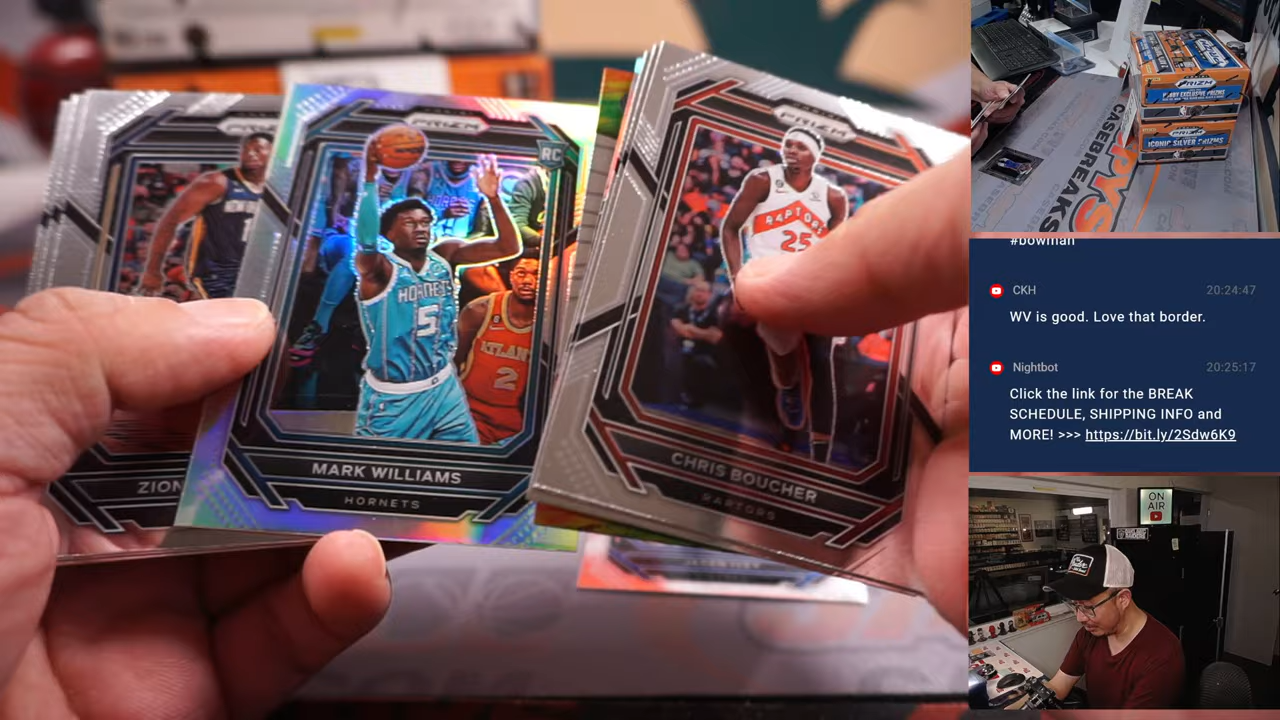 PRIZM
ZION
PRIZM
RC
HORNETS
5
ATLAN
2
MARK WILLIAMS
HORNETS
PRIZM
RAPTORS
25
CHRIS BOUCHER
RAPTORS
PRIZM
ICONIC SILVER PRIZMS
CASEBREAKS
#bowman
CKH
20:24:47
WV is good. Love that border.
Nightbot
20:25:17
Click the link for the BREAK
SCHEDULE, SHIPPING INFO and
MORE! >>> https://bit.ly/2Sdw6K9
ON
AIR